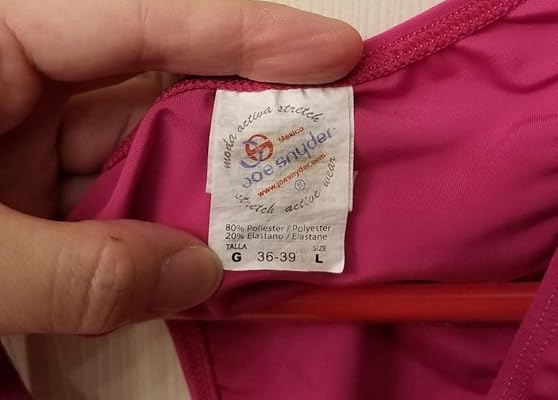 moda activa stretch
México
joe snyder
®
www.joesnyder.com
stretch active wear
80% Poliester / Polyester
20% Elastano / Elastane
TALLA SIZE
G 36-39 L